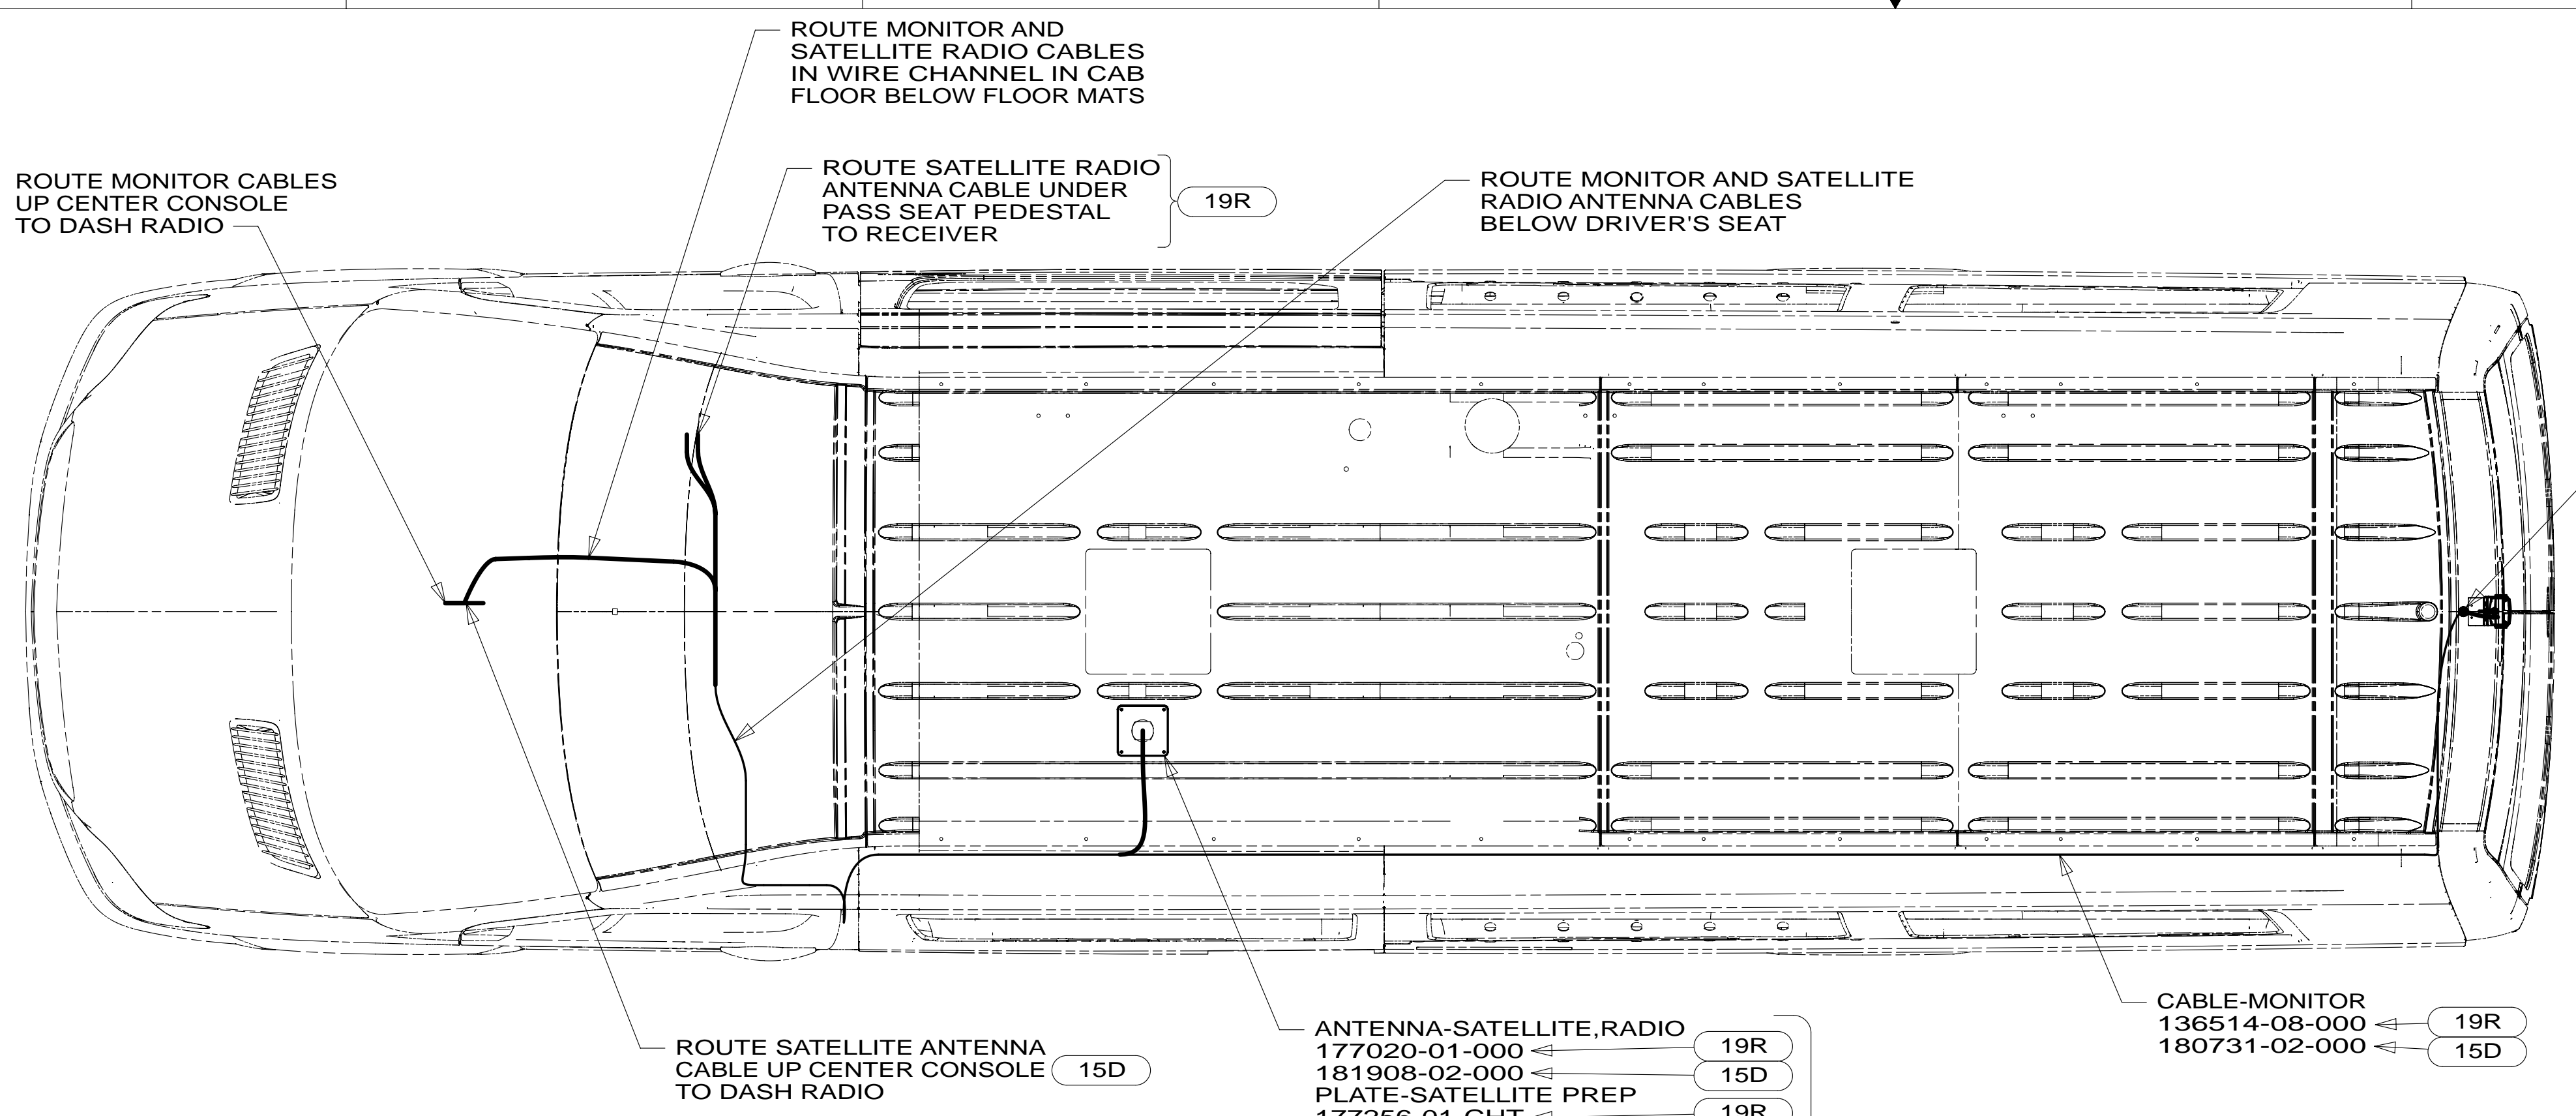 ROUTE MONITOR AND
SATELLITE RADIO CABLES
IN WIRE CHANNEL IN CAB
FLOOR BELOW FLOOR MATS
ROUTE MONITOR CABLES
UP CENTER CONSOLE
TO DASH RADIO
ROUTE SATELLITE RADIO
ANTENNA CABLE UNDER
PASS SEAT PEDESTAL
TO RECEIVER
19R
ROUTE MONITOR AND SATELLITE
RADIO ANTENNA CABLES
BELOW DRIVER'S SEAT
ROUTE SATELLITE ANTENNA
CABLE UP CENTER CONSOLE
TO DASH RADIO
15D
ANTENNA-SATELLITE,RADIO
177020-01-000 19R
181908-02-000 15D
PLATE-SATELLITE PREP
177256-01-CHT 19R
CABLE-MONITOR
136514-08-000 19R
180731-02-000 15D